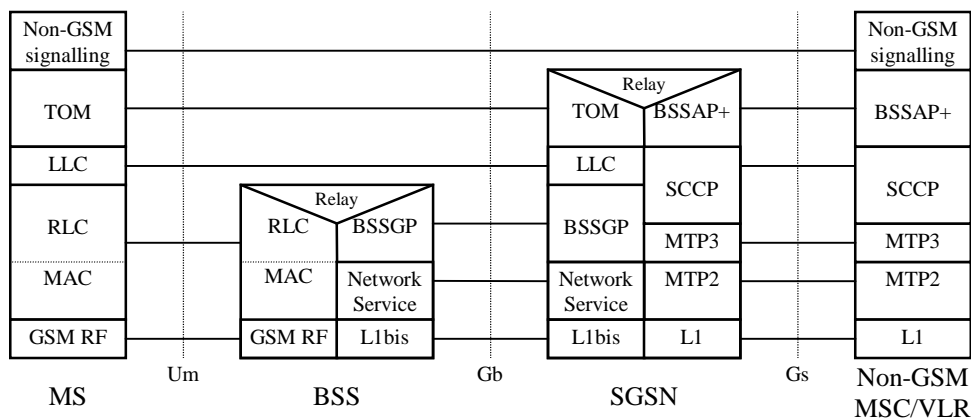 Non-GSM
signalling
Non-GSM
signalling
Relay
TOM
TOM
BSSAP+
BSSAP+
LLC
LLC
SCCP
SCCP
Relay
RLC
RLC
BSSGP
BSSGP
MTP3
MTP3
MAC
MAC
Network
Service
Network
Service
MTP2
MTP2
GSM RF
GSM RF
L1bis
L1bis
L1
L1
Um
Gb
Gs
MS
BSS
SGSN
Non-GSM
MSC/VLR